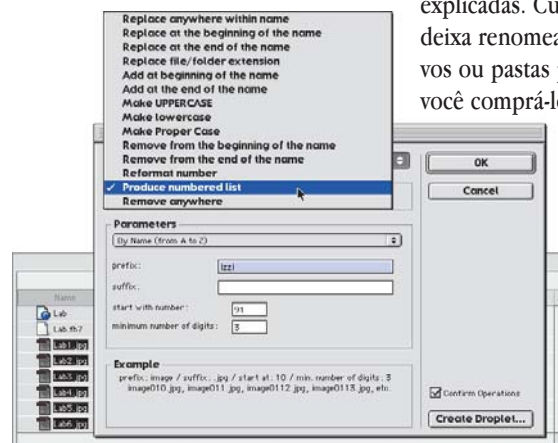 explicadas. Cu
deixa renomea
vos ou pastas
você comprá-l
Replace anywhere within name
Replace at the beginning of the name
Replace at the end of the name
Replace file/folder extension
Add at beginning of the name
Add at the end of the name
Make UPPERCASE
Make lowercase
Make Proper Case
Remove from the beginning of the name
Remove from the end of the name
Reformat number
✓ Produce numbered list
Remove anywhere
OK
Cancel
Parameters
By Name (from A to Z)
prefix: izzi
suffix:
start with number: 91
minimum number of digits: 3
Example
prefix: image / suffix: .jpg / start at: 10 / min. number of digits: 3
image010.jpg, image011.jpg, image0112.jpg, image0113.jpg, etc.
Confirm Operations
Create Droplet...
Name
Lab
Lab.fh7
Lab1.jpg
Lab2.jpg
Lab3.jpg
Lab4.jpg
Lab5.jpg
Lab6.jpg